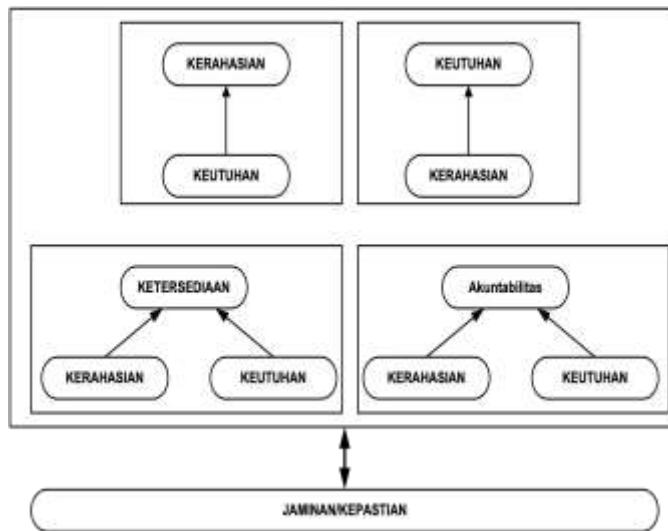 KERAHASIAN
KEUTUHAN
KEUTUHAN
KERAHASIAN
KETERSEDIAAN
Akuntabilitas
KERAHASIAN
KEUTUHAN
KERAHASIAN
KEUTUHAN
JAMINAN/KEPASTIAN